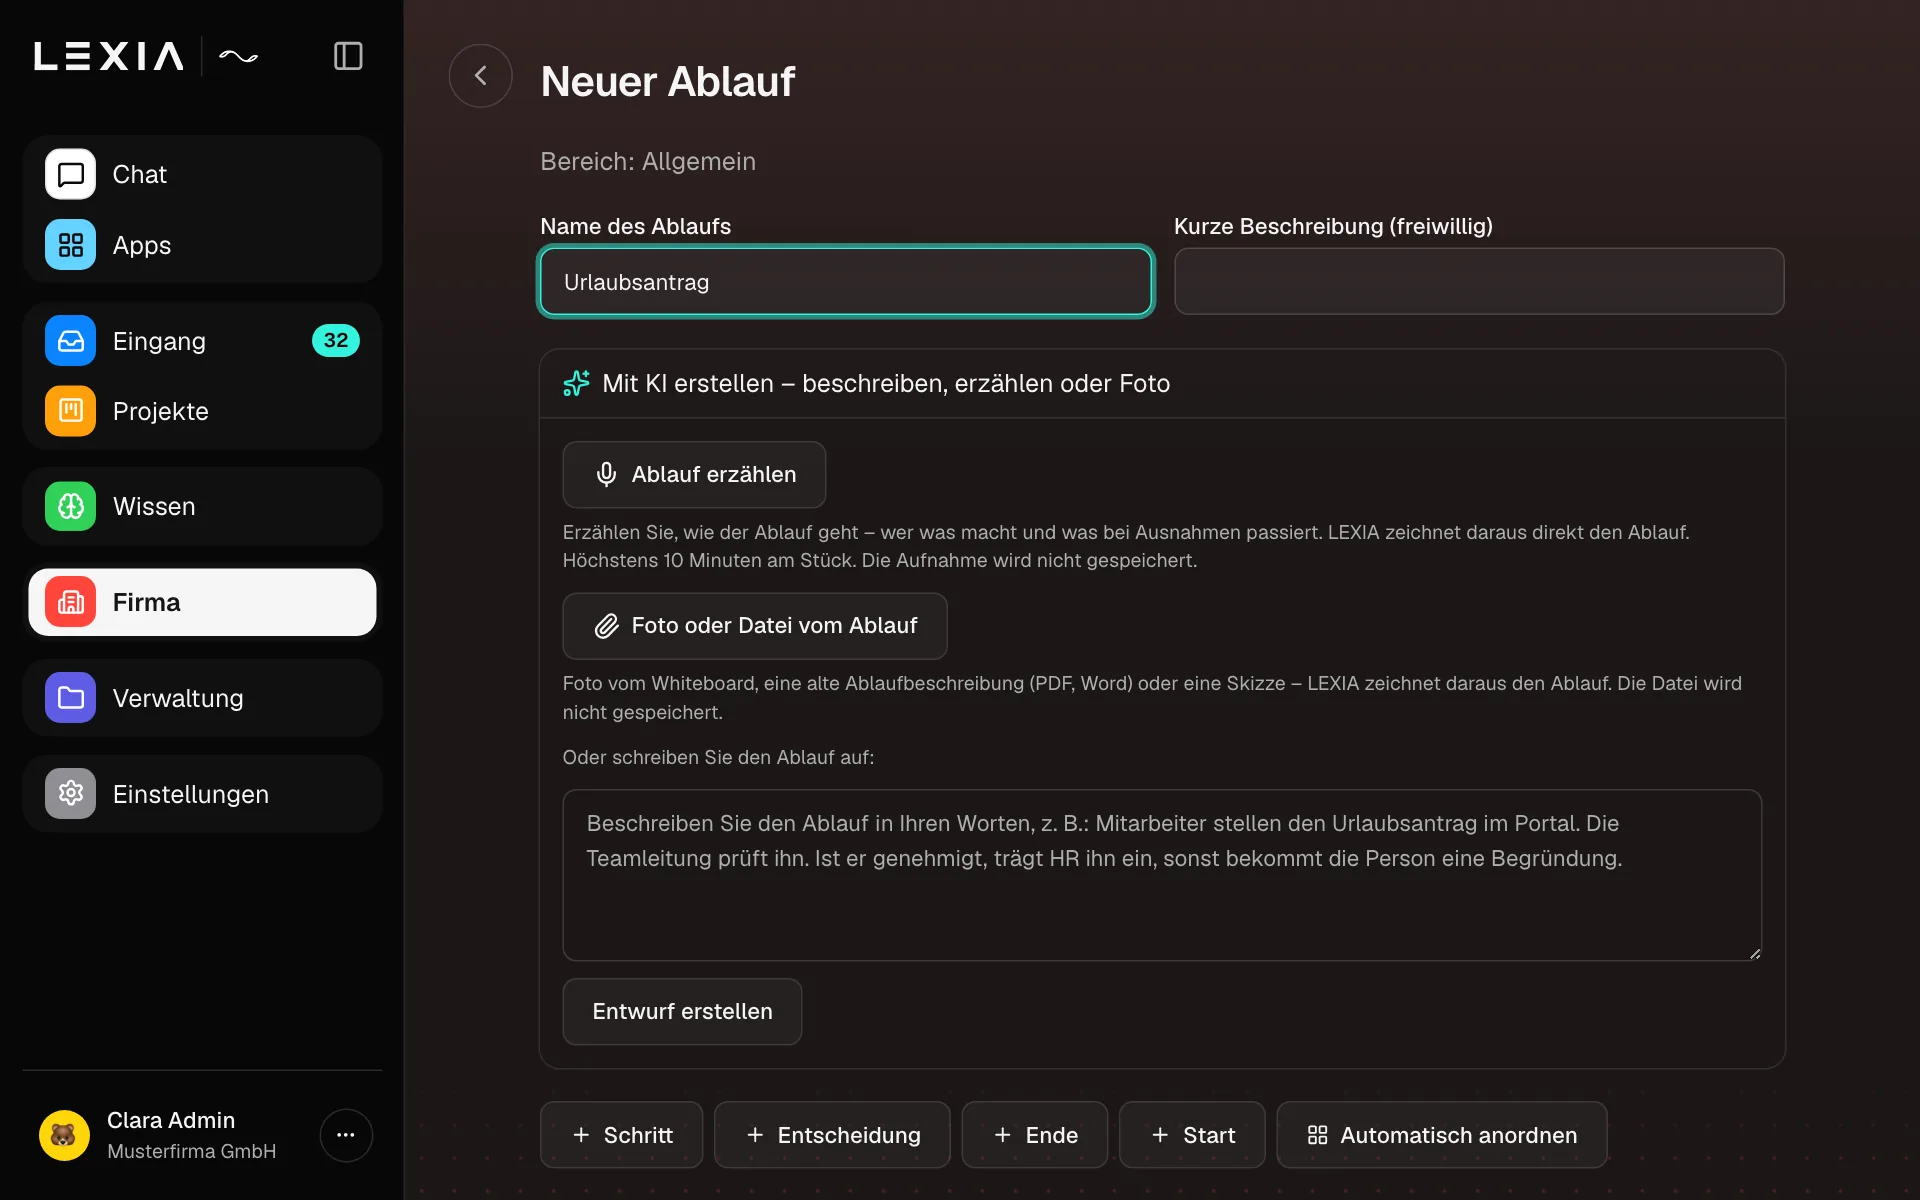 LEXIA
Chat
Apps
Eingang 32
Projekte
Wissen
Firma
Verwaltung
Einstellungen
Clara Admin
Musterfirma GmbH
Neuer Ablauf
Bereich: Allgemein
Name des Ablaufs
Urlaubsantrag
Kurze Beschreibung (freiwillig)
Mit KI erstellen – beschreiben, erzählen oder Foto
Ablauf erzählen
Erzählen Sie, wie der Ablauf geht – wer was macht und was bei Ausnahmen passiert. LEXIA zeichnet daraus direkt den Ablauf.
Höchstens 10 Minuten am Stück. Die Aufnahme wird nicht gespeichert.
Foto oder Datei vom Ablauf
Foto vom Whiteboard, eine alte Ablaufbeschreibung (PDF, Word) oder eine Skizze – LEXIA zeichnet daraus den Ablauf. Die Datei wird
nicht gespeichert.
Oder schreiben Sie den Ablauf auf:
Beschreiben Sie den Ablauf in Ihren Worten, z. B.: Mitarbeiter stellen den Urlaubsantrag im Portal. Die
Teamleitung prüft ihn. Ist er genehmigt, trägt HR ihn ein, sonst bekommt die Person eine Begründung.
Entwurf erstellen
+ Schritt
+ Entscheidung
+ Ende
+ Start
Automatisch anordnen